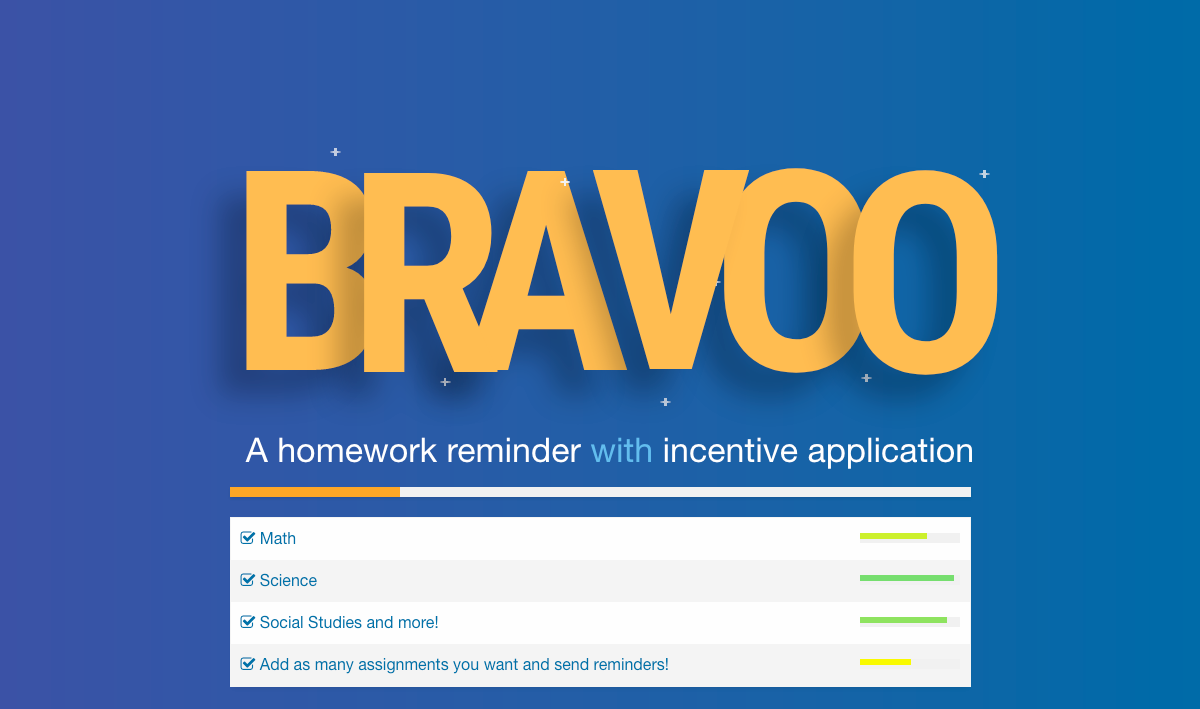 BRAVOO
A homework reminder with incentive application
Math
Science
Social Studies and more!
Add as many assignments you want and send reminders!